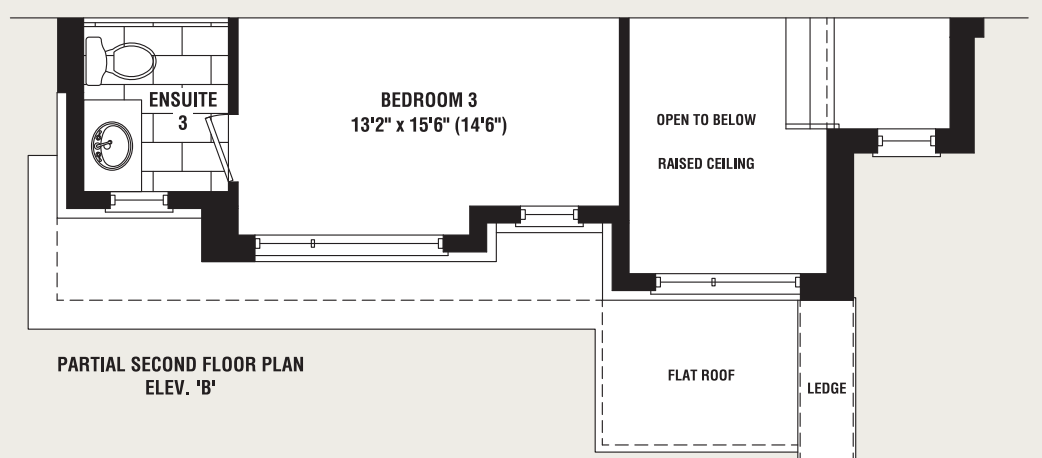 ENSUITE
3
BEDROOM 3
13'2" x 15'6" (14'6")
OPEN TO BELOW
RAISED CEILING
PARTIAL SECOND FLOOR PLAN
ELEV. 'B'
FLAT ROOF
LEDGE